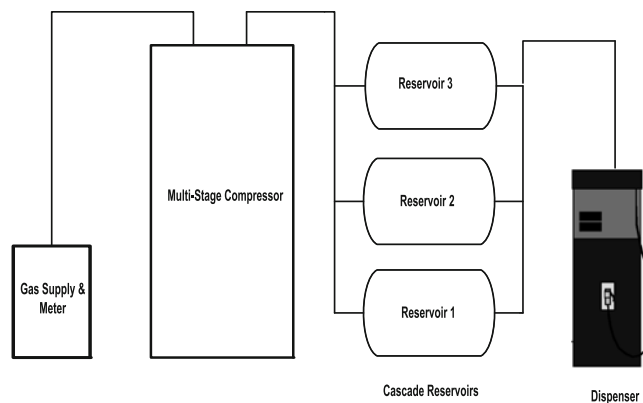 Reservoir 3
Multi-Stage Compressor
Reservoir 2
Gas Supply &
Meter
Reservoir 1
Cascade Reservoirs
Dispenser